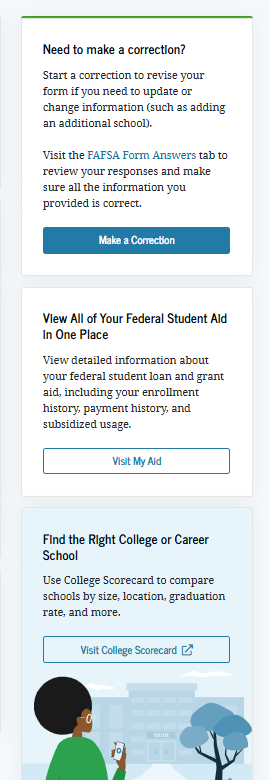 Need to make a correction?
Start a correction to revise your
form if you need to update or
change information (such as adding
an additional school).
Visit the FAFSA Form Answers tab to
review your responses and make
sure all the information you
provided is correct.
Make a Correction
View All of Your Federal Student Aid
in One Place
View detailed information about
your federal student loan and grant
aid, including your enrollment
history, payment history, and
subsidized usage.
Visit My Aid
Find the Right College or Career
School
Use College Scorecard to compare
schools by size, location, graduation
rate, and more.
Visit College Scorecard